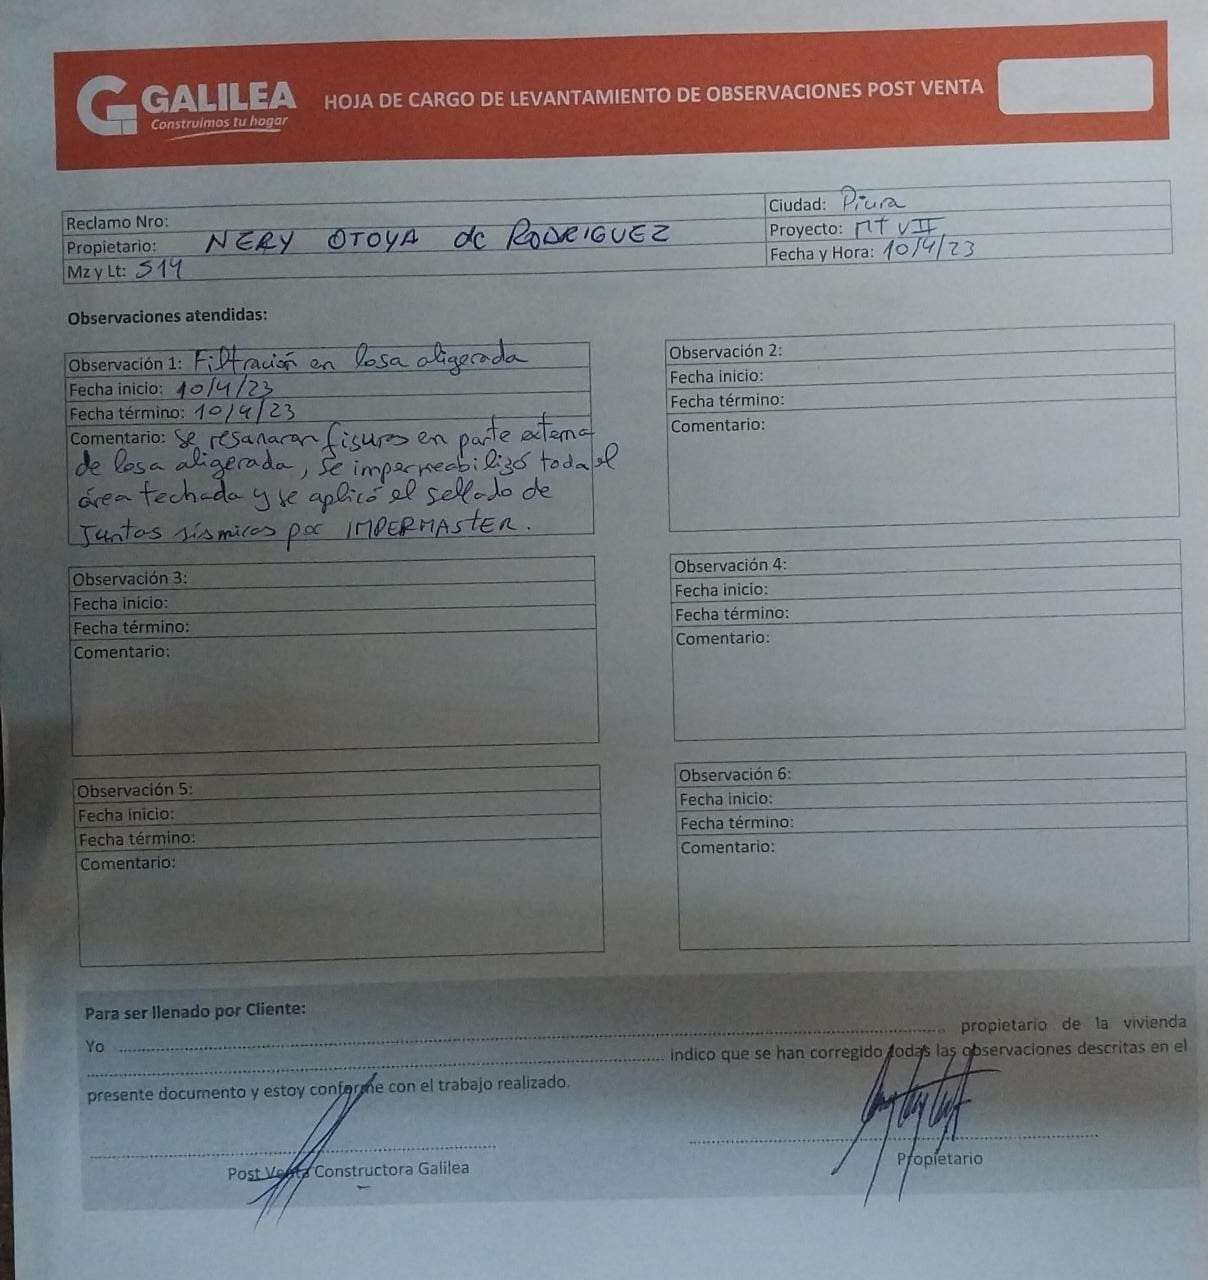 GALILEA
Construimos tu hogar
HOJA DE CARGO DE LEVANTAMIENTO DE OBSERVACIONES POST VENTA
Reclamo Nro:
Propietario: NERY OTOYA de RODRIGUEZ
Mz y Lt: S14
Ciudad: Piura
Proyecto: MT VII
Fecha y Hora: 10/4/23
Observaciones atendidas:
Observación 1: Filtración en losa aligerada
Fecha inicio: 10/4/23
Fecha término: 10/4/23
Comentario: Se resanaran fisuras en parte externa
de losa aligerada, se impermeabilizó toda el
área techada y se aplicó el sellado de
Juntas sísmicas por IMPERMASTER.
Observación 2:
Fecha inicio:
Fecha término:
Comentario:
Observación 3:
Fecha inicio:
Fecha término:
Comentario:
Observación 4:
Fecha inicio:
Fecha término:
Comentario:
Observación 5:
Fecha inicio:
Fecha término:
Comentario:
Observación 6:
Fecha inicio:
Fecha término:
Comentario:
Para ser llenado por Cliente:
Yo ........ propietario de la vivienda
........ indico que se han corregido todas las observaciones descritas en el
presente documento y estoy conforme con el trabajo realizado.
Post Venta Constructora Galilea
Propietario